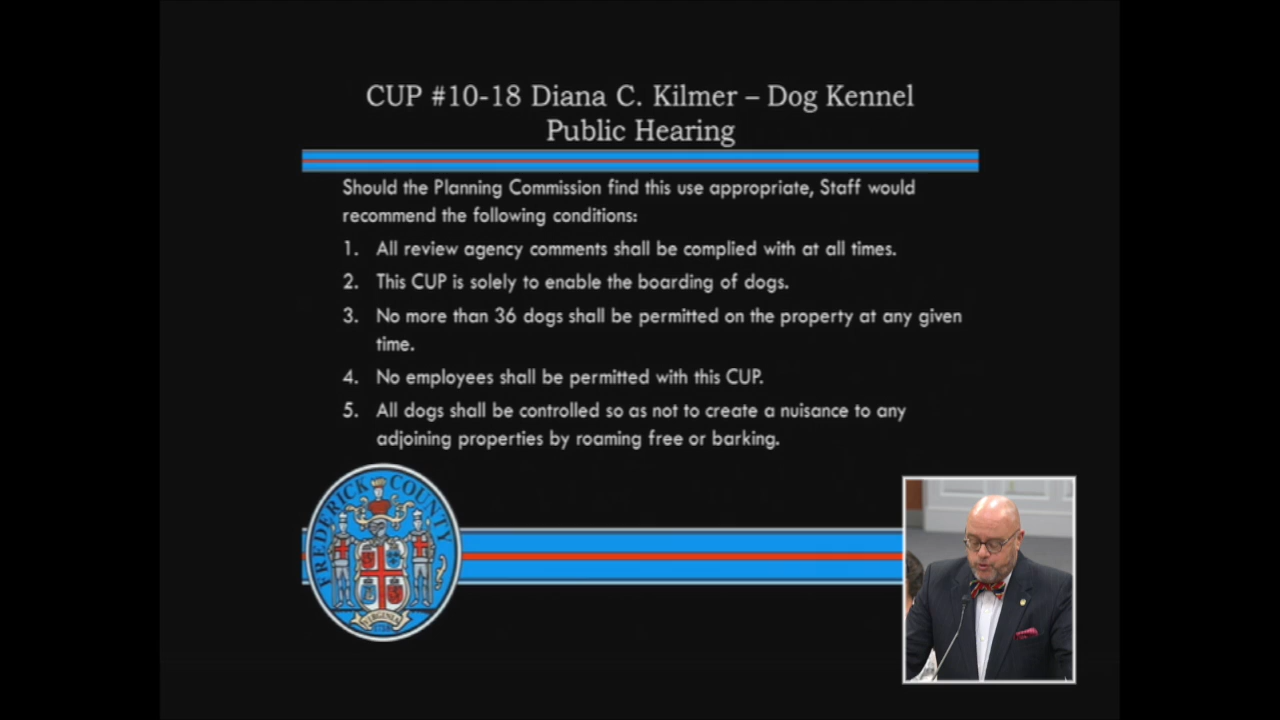 CUP #10-18 Diana C. Kilmer – Dog Kennel
Public Hearing
Should the Planning Commission find this use appropriate, Staff would
recommend the following conditions:
1. All review agency comments shall be complied with at all times.
2. This CUP is solely to enable the boarding of dogs.
3. No more than 36 dogs shall be permitted on the property at any given
time.
4. No employees shall be permitted with this CUP.
5. All dogs shall be controlled so as not to create a nuisance to any
adjoining properties by roaming free or barking.
FREDERICK COUNTY
VIRGINIA